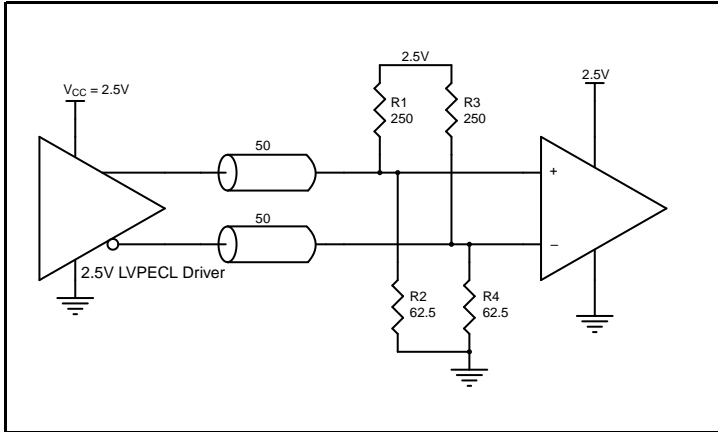 2.5V
V_CC = 2.5V
2.5V
R1
250
R3
250
50
+
50
−
2.5V LVPECL Driver
R2
62.5
R4
62.5